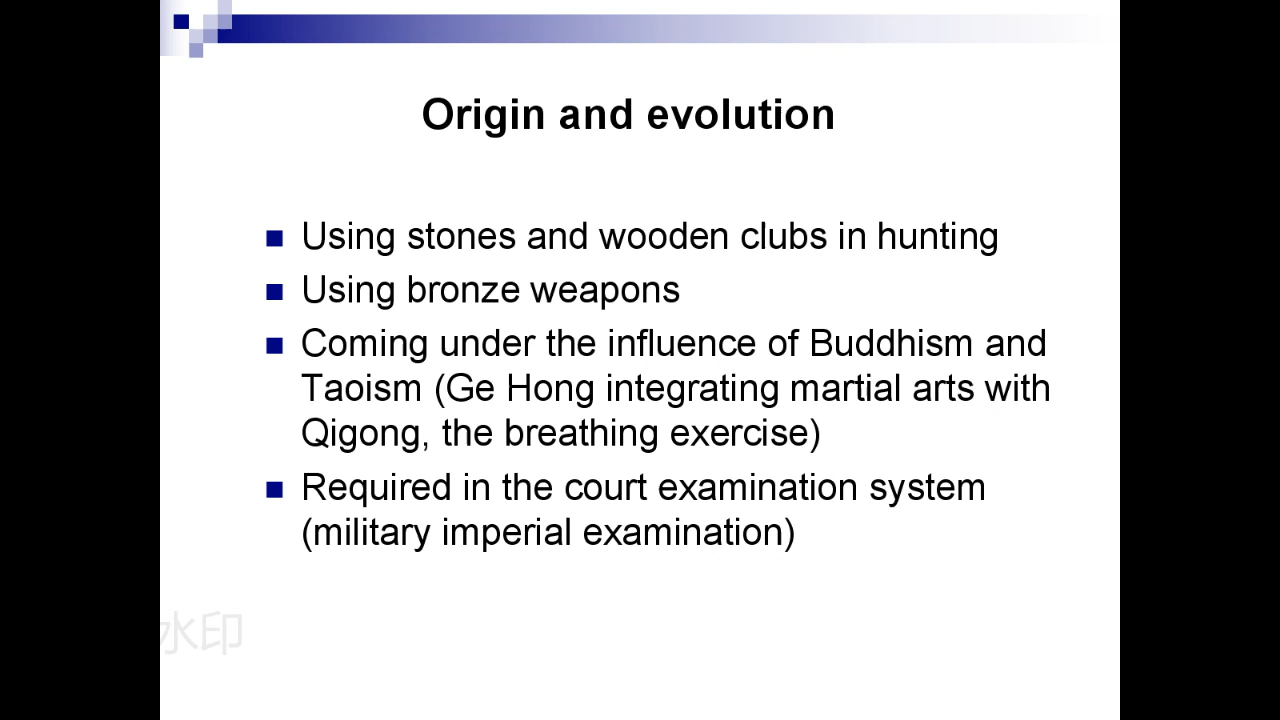 Origin and evolution
Using stones and wooden clubs in hunting
Using bronze weapons
Coming under the influence of Buddhism and
Taoism (Ge Hong integrating martial arts with
Qigong, the breathing exercise)
Required in the court examination system
(military imperial examination)
水印